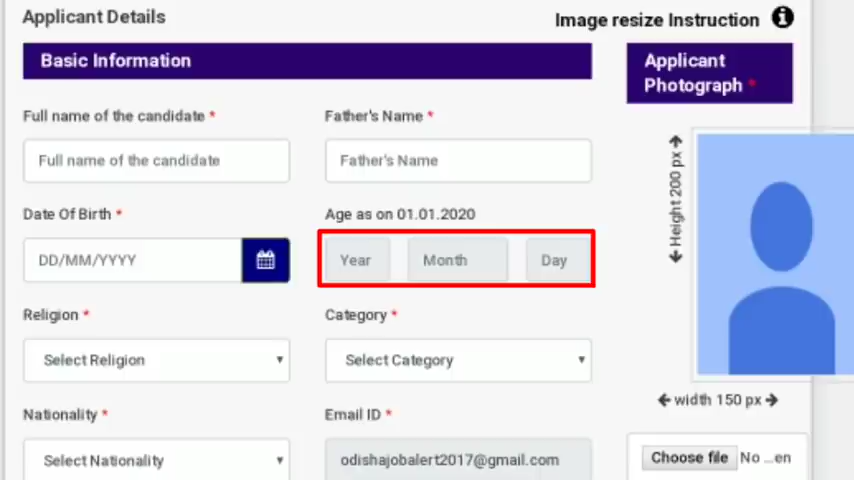 Applicant Details
Image resize Instruction
Basic Information
Applicant
Photograph *
Full name of the candidate *
Father's Name *
Full name of the candidate
Father's Name
Height 200 px
Date Of Birth *
Age as on 01.01.2020
DD/MM/YYYY
Year
Month
Day
Religion *
Category *
Select Religion
Select Category
width 150 px
Nationality *
Email ID *
Select Nationality
odishajobalert2017@gmail.com
Choose file No ...en